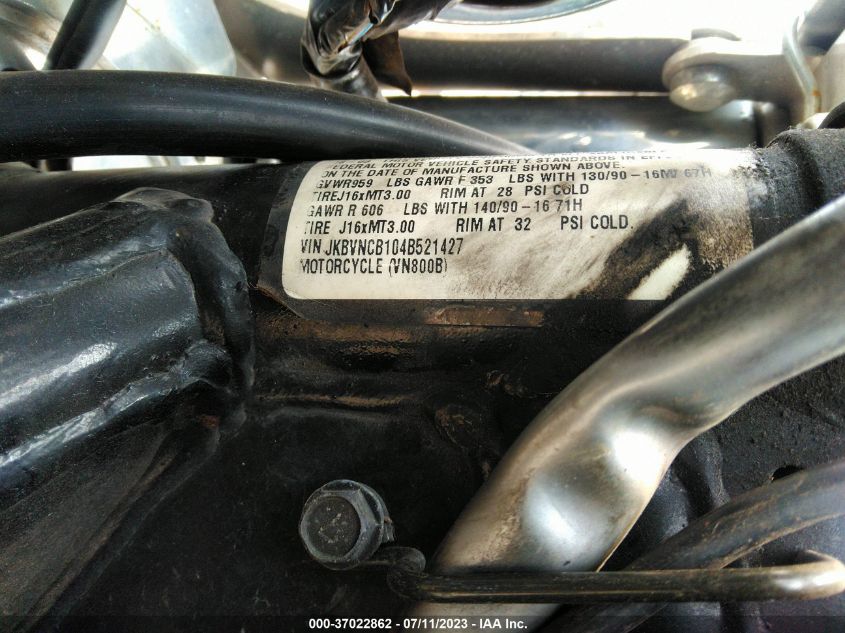 THIS VE
FEDERAL MOTOR VEHICLE SAFETY STANDARDS IN EFFE
ON THE DATE OF MANUFACTURE SHOWN ABOVE.
GVWR959 LBS GAWR F 353 LBS WITH 130/90-16M/ 67H
TIREJ16xMT3.00 RIM AT 28 PSI COLD
GAWR R 606 LBS WITH 140/90-16 71H
TIRE J16xMT3.00 RIM AT 32 PSI COLD.
VIN JKBVNCB104B521427
MOTORCYCLE (VN800B)
000-37022862 - 07/11/2023 - IAA Inc.